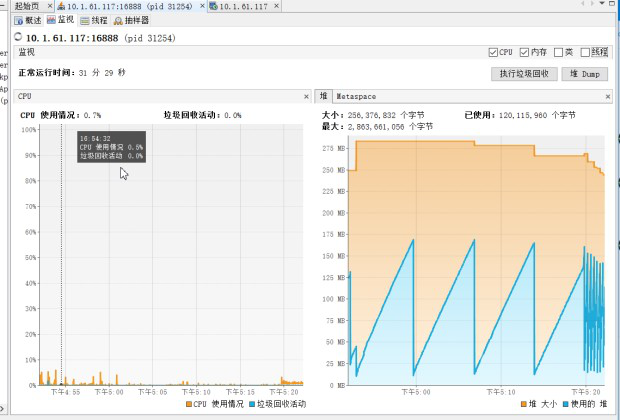 起始页 10.1.61.117:16888 (pid 31254) 10.1.61.117
概述 监视 线程 抽样器
10.1.61.117:16888 (pid 31254)
监视 CPU 内存 类 线程
正常运行时间: 31 分 29 秒 执行垃圾回收 堆 Dump
CPU 堆 Metaspace
CPU 使用情况: 0.7% 垃圾回收活动: 0.0%
大小: 256,376,832 个字节 已使用: 120,115,960 个字节
最大: 2,863,661,056 个字节
16:54:32
CPU 使用情况 0.5%
垃圾回收活动 0.0%
100%
90%
80%
70%
60%
50%
40%
30%
20%
10%
0%
下午4:55 下午5:00 下午5:05 下午5:10 下午5:15 下午5:20
CPU 使用情况 垃圾回收活动
275 MB
250 MB
225 MB
200 MB
175 MB
150 MB
125 MB
100 MB
75 MB
50 MB
25 MB
0 MB
下午5:00 下午5:10 下午5:20
堆 大小 使用的 堆